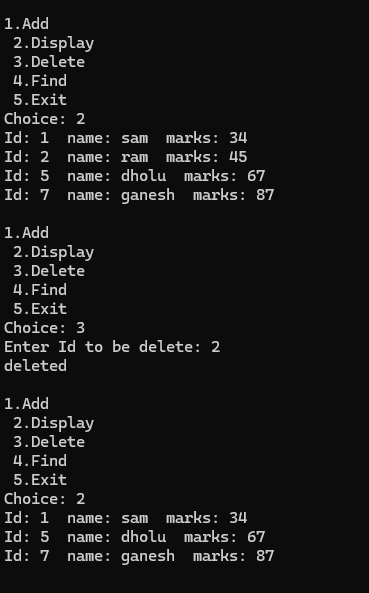 1.Add
2.Display
3.Delete
4.Find
5.Exit
Choice: 2
Id: 1  name: sam  marks: 34
Id: 2  name: ram  marks: 45
Id: 5  name: dholu  marks: 67
Id: 7  name: ganesh  marks: 87
1.Add
2.Display
3.Delete
4.Find
5.Exit
Choice: 3
Enter Id to be delete: 2
deleted
1.Add
2.Display
3.Delete
4.Find
5.Exit
Choice: 2
Id: 1  name: sam  marks: 34
Id: 5  name: dholu  marks: 67
Id: 7  name: ganesh  marks: 87